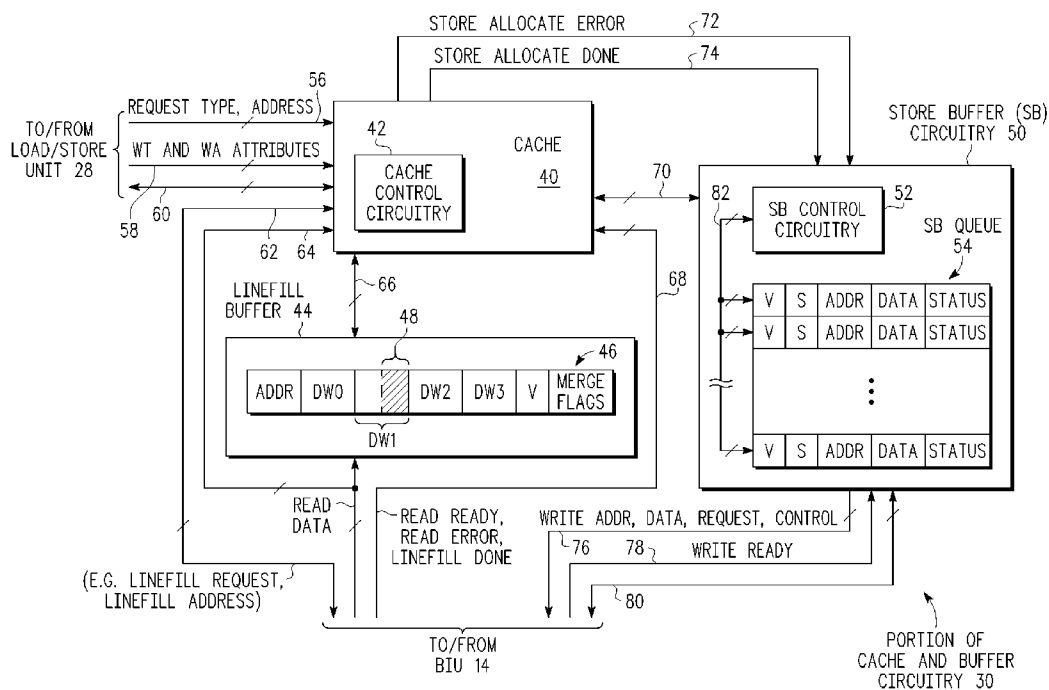 STORE ALLOCATE ERROR
72
STORE ALLOCATE DONE
74
REQUEST TYPE, ADDRESS
56
TO/FROM
LOAD/STORE
UNIT 28
WT AND WA ATTRIBUTES
60
58
62
64
42
CACHE
CONTROL
CIRCUITRY
CACHE
40
70
STORE BUFFER (SB)
CIRCUITRY 50
82
SB CONTROL
CIRCUITRY
52
SB QUEUE
54
V S ADDR DATA STATUS
V S ADDR DATA STATUS
V S ADDR DATA STATUS
66
68
LINEFILL
BUFFER 44
48
46
ADDR DW0 DW2 DW3 V MERGE
FLAGS
DW1
READ
DATA
READ READY,
READ ERROR,
LINEFILL DONE
WRITE ADDR, DATA, REQUEST, CONTROL
76
78
WRITE READY
80
(E.G. LINEFILL REQUEST,
LINEFILL ADDRESS)
TO/FROM
BIU 14
PORTION OF
CACHE AND BUFFER
CIRCUITRY 30